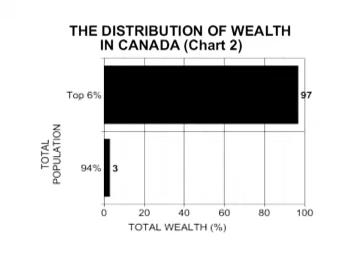 THE DISTRIBUTION OF WEALTH
IN CANADA (Chart 2)
Top 6%
97
TOTAL
POPULATION
94%
3
0 20 40 60 80 100
TOTAL WEALTH (%)